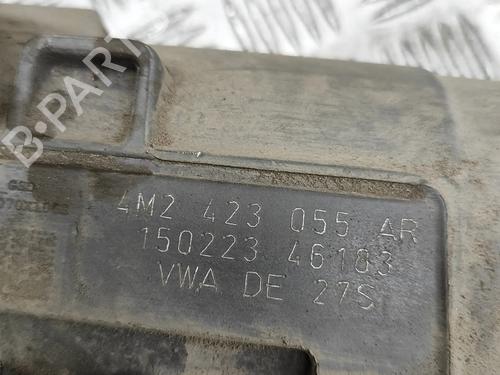 B-PARTS
4M2 423 055 AR
150223 46103
VWA DE 27S